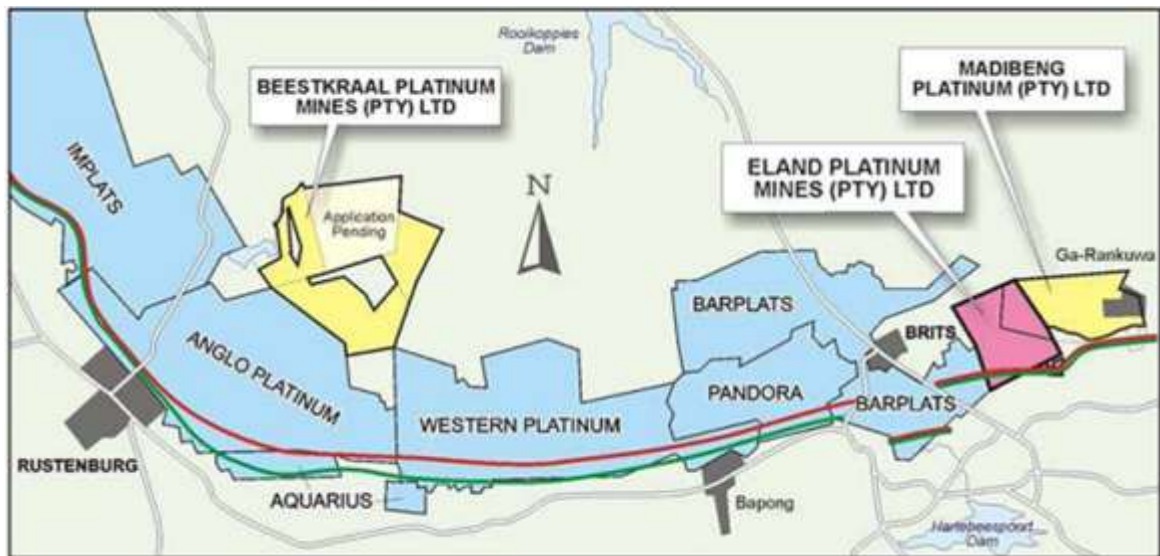 Rooikoppies
Dam
BEESTKRAAL PLATINUM
MINES (PTY) LTD
MADIBENG
PLATINUM (PTY) LTD
ELAND PLATINUM
MINES (PTY) LTD
IMPLATS
Application
Pending
N
Ga-Rankuwa
BARPLATS
BRITS
ANGLO PLATINUM
PANDORA
BARPLATS
WESTERN PLATINUM
RUSTENBURG
AQUARIUS
Bapong
Hartebeespoort
Dam